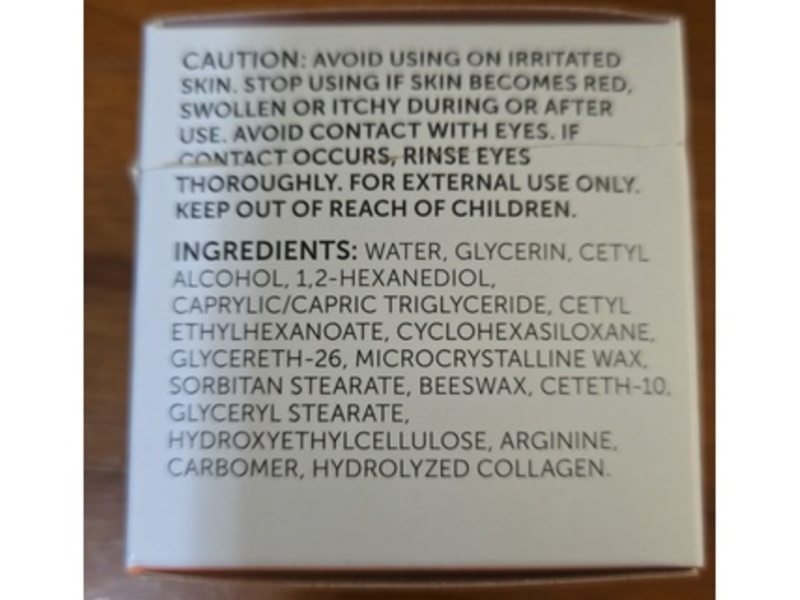 CAUTION: AVOID USING ON IRRITATED
SKIN. STOP USING IF SKIN BECOMES RED,
SWOLLEN OR ITCHY DURING OR AFTER
USE. AVOID CONTACT WITH EYES. IF
CONTACT OCCURS, RINSE EYES
THOROUGHLY. FOR EXTERNAL USE ONLY.
KEEP OUT OF REACH OF CHILDREN.
INGREDIENTS: WATER, GLYCERIN, CETYL
ALCOHOL, 1,2-HEXANEDIOL,
CAPRYLIC/CAPRIC TRIGLYCERIDE, CETYL
ETHYLHEXANOATE, CYCLOHEXASILOXANE,
GLYCERETH-26, MICROCRYSTALLINE WAX,
SORBITAN STEARATE, BEESWAX, CETETH-10,
GLYCERYL STEARATE,
HYDROXYETHYLCELLULOSE, ARGININE,
CARBOMER, HYDROLYZED COLLAGEN.